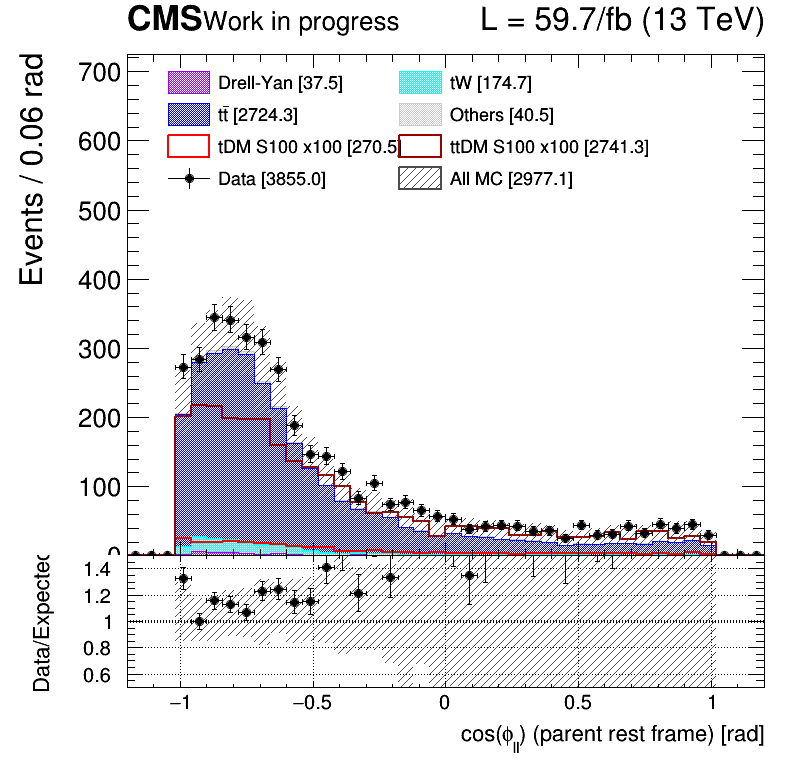 CMS Work in progress L = 59.7/fb (13 TeV)
Events / 0.06 rad
700
600
500
400
300
200
100
0
Drell-Yan [37.5] tW [174.7]
tt̄ [2724.3] Others [40.5]
tDM S100 x100 [270.5] ttDM S100 x100 [2741.3]
Data [3855.0] All MC [2977.1]
Data/Expected
1.4
1.2
1
0.8
0.6
−1 −0.5 0 0.5 1
cos(ϕ_ll) (parent rest frame) [rad]